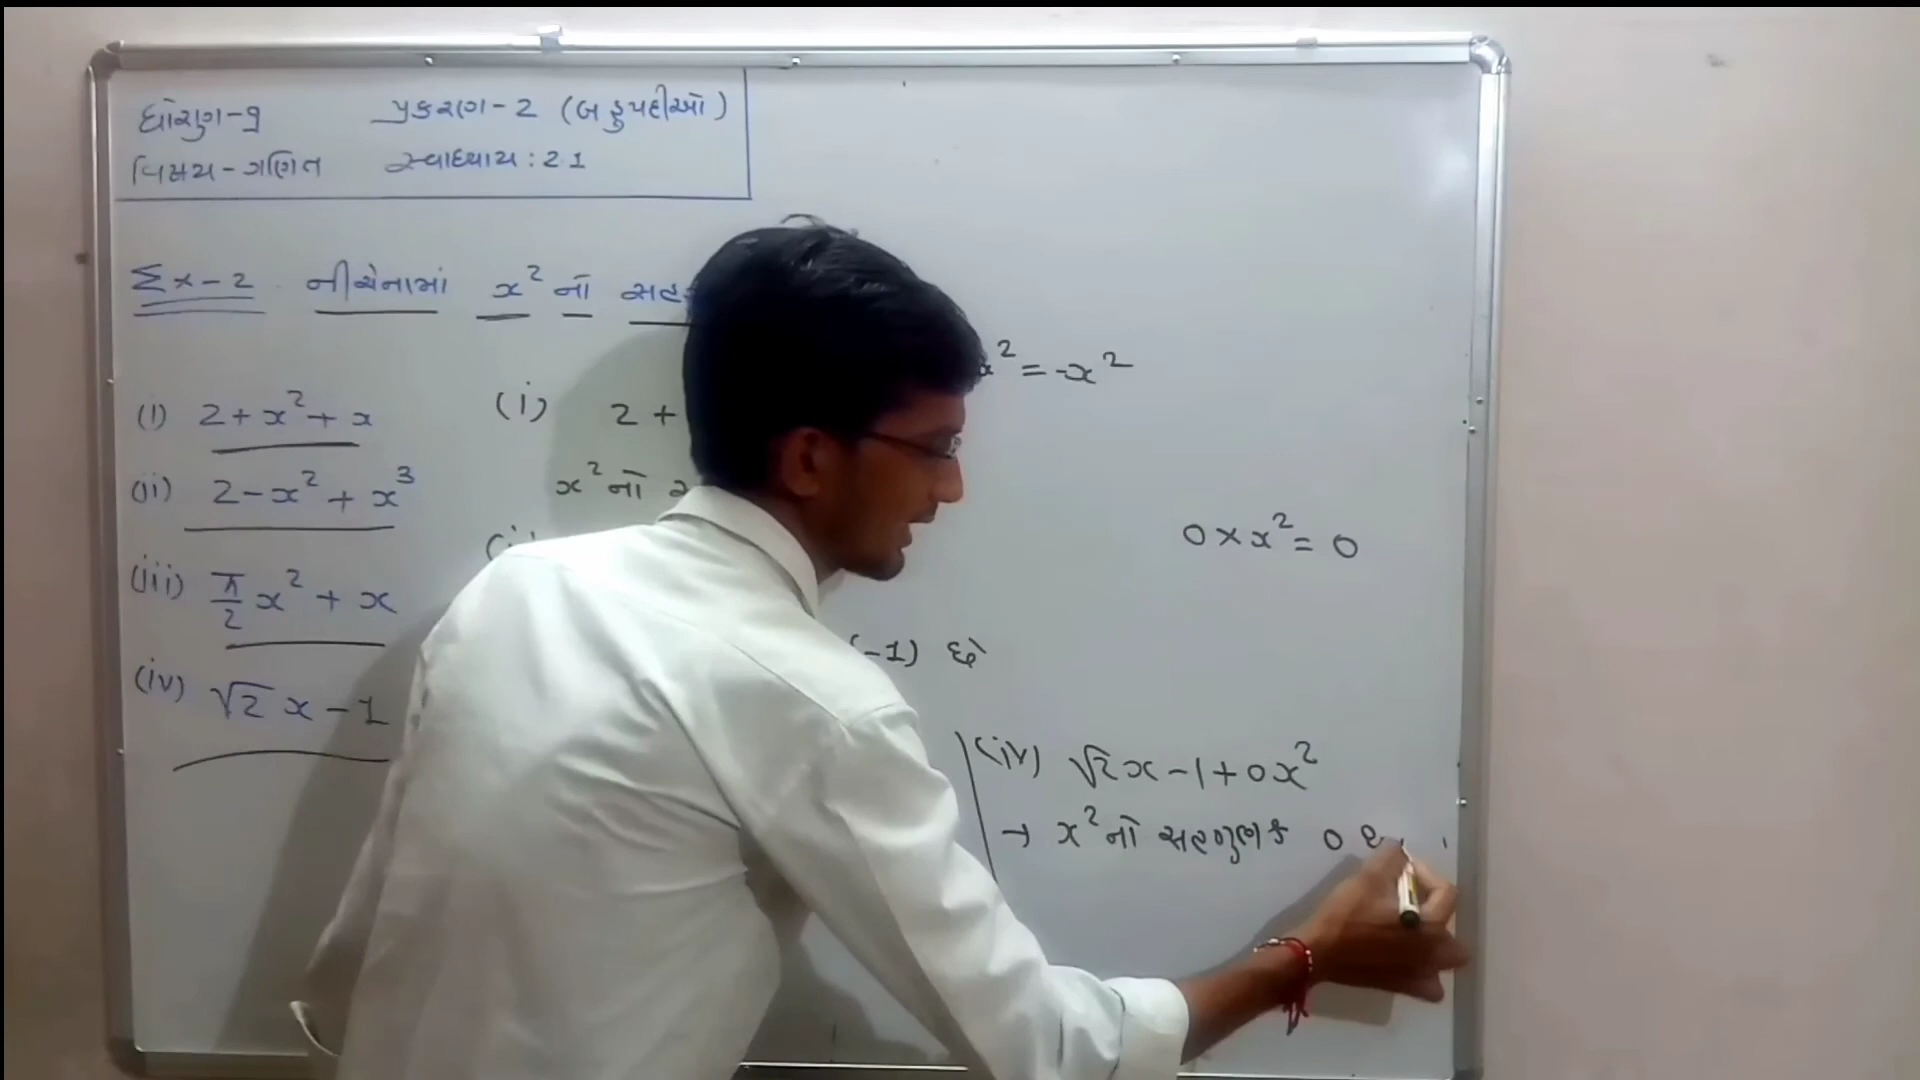 ધોરણ-9 પ્રકરણ-2 (બહુપદીઓ)
વિષય-ગણિત સ્વાધ્યાય : 2.1
Ex-2 નીચેનામાં x² નો
x² = -x²
(i) 2 + x² + x
(i) 2 +
(ii) 2 - x² + x³
x² નો
0 × x² = 0
(iii) π/2 x² + x
(-1) છે
(iv) √2 x - 1
(iv) √2x - 1 + 0x²
→ x² નો સહગુણક 0